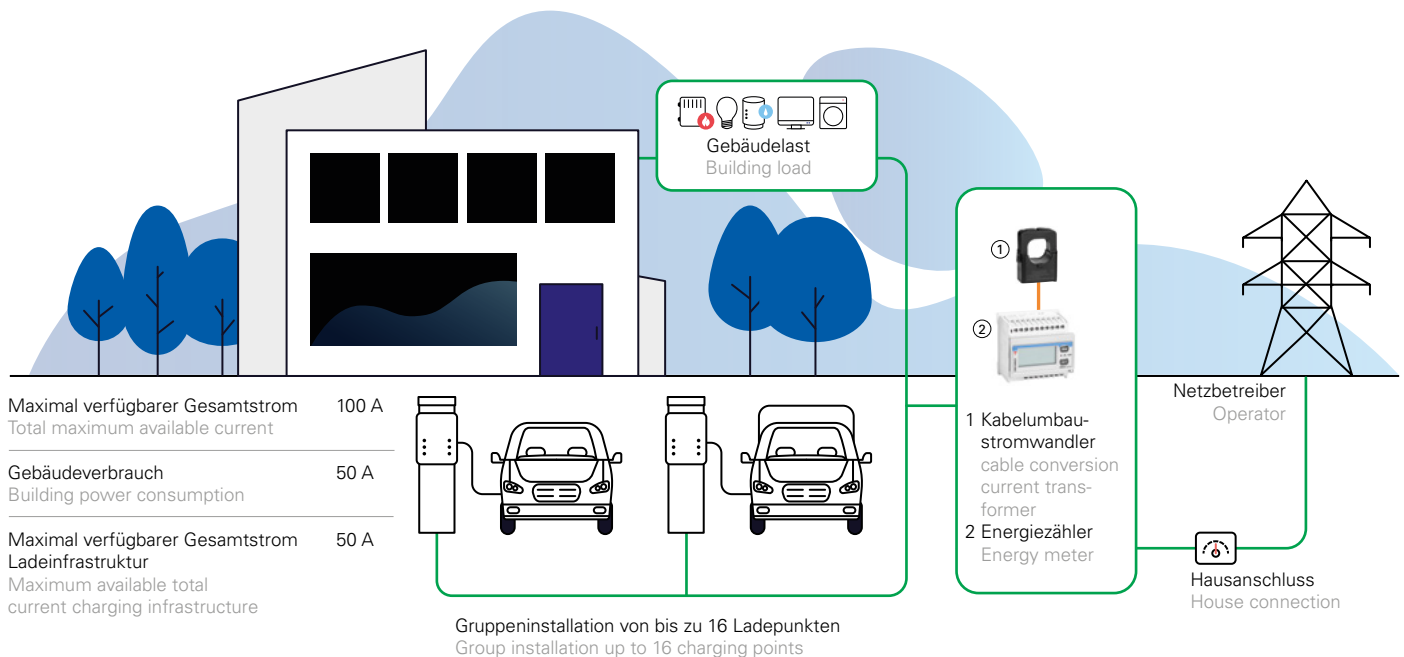 Gebäudelast
Building load
①
②
Maximal verfügbarer Gesamtstrom 100 A
Total maximum available current
Gebäudeverbrauch 50 A
Building power consumption
Maximal verfügbarer Gesamtstrom 50 A
Ladeinfrastruktur
Maximum available total
current charging infrastructure
Gruppeninstallation von bis zu 16 Ladepunkten
Group installation up to 16 charging points
1 Kabelumbau-
stromwandler
cable conversion
current trans-
former
2 Energiezähler
Energy meter
Netzbetreiber
Operator
Hausanschluss
House connection